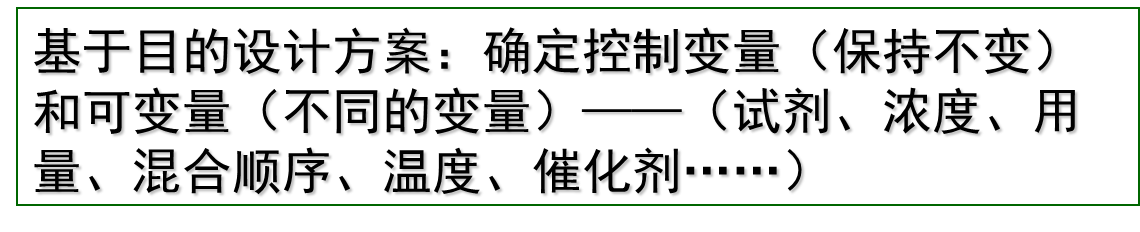 基于目的设计方案：确定控制变量（保持不变）
和可变量（不同的变量）——（试剂、浓度、用
量、混合顺序、温度、催化剂……）